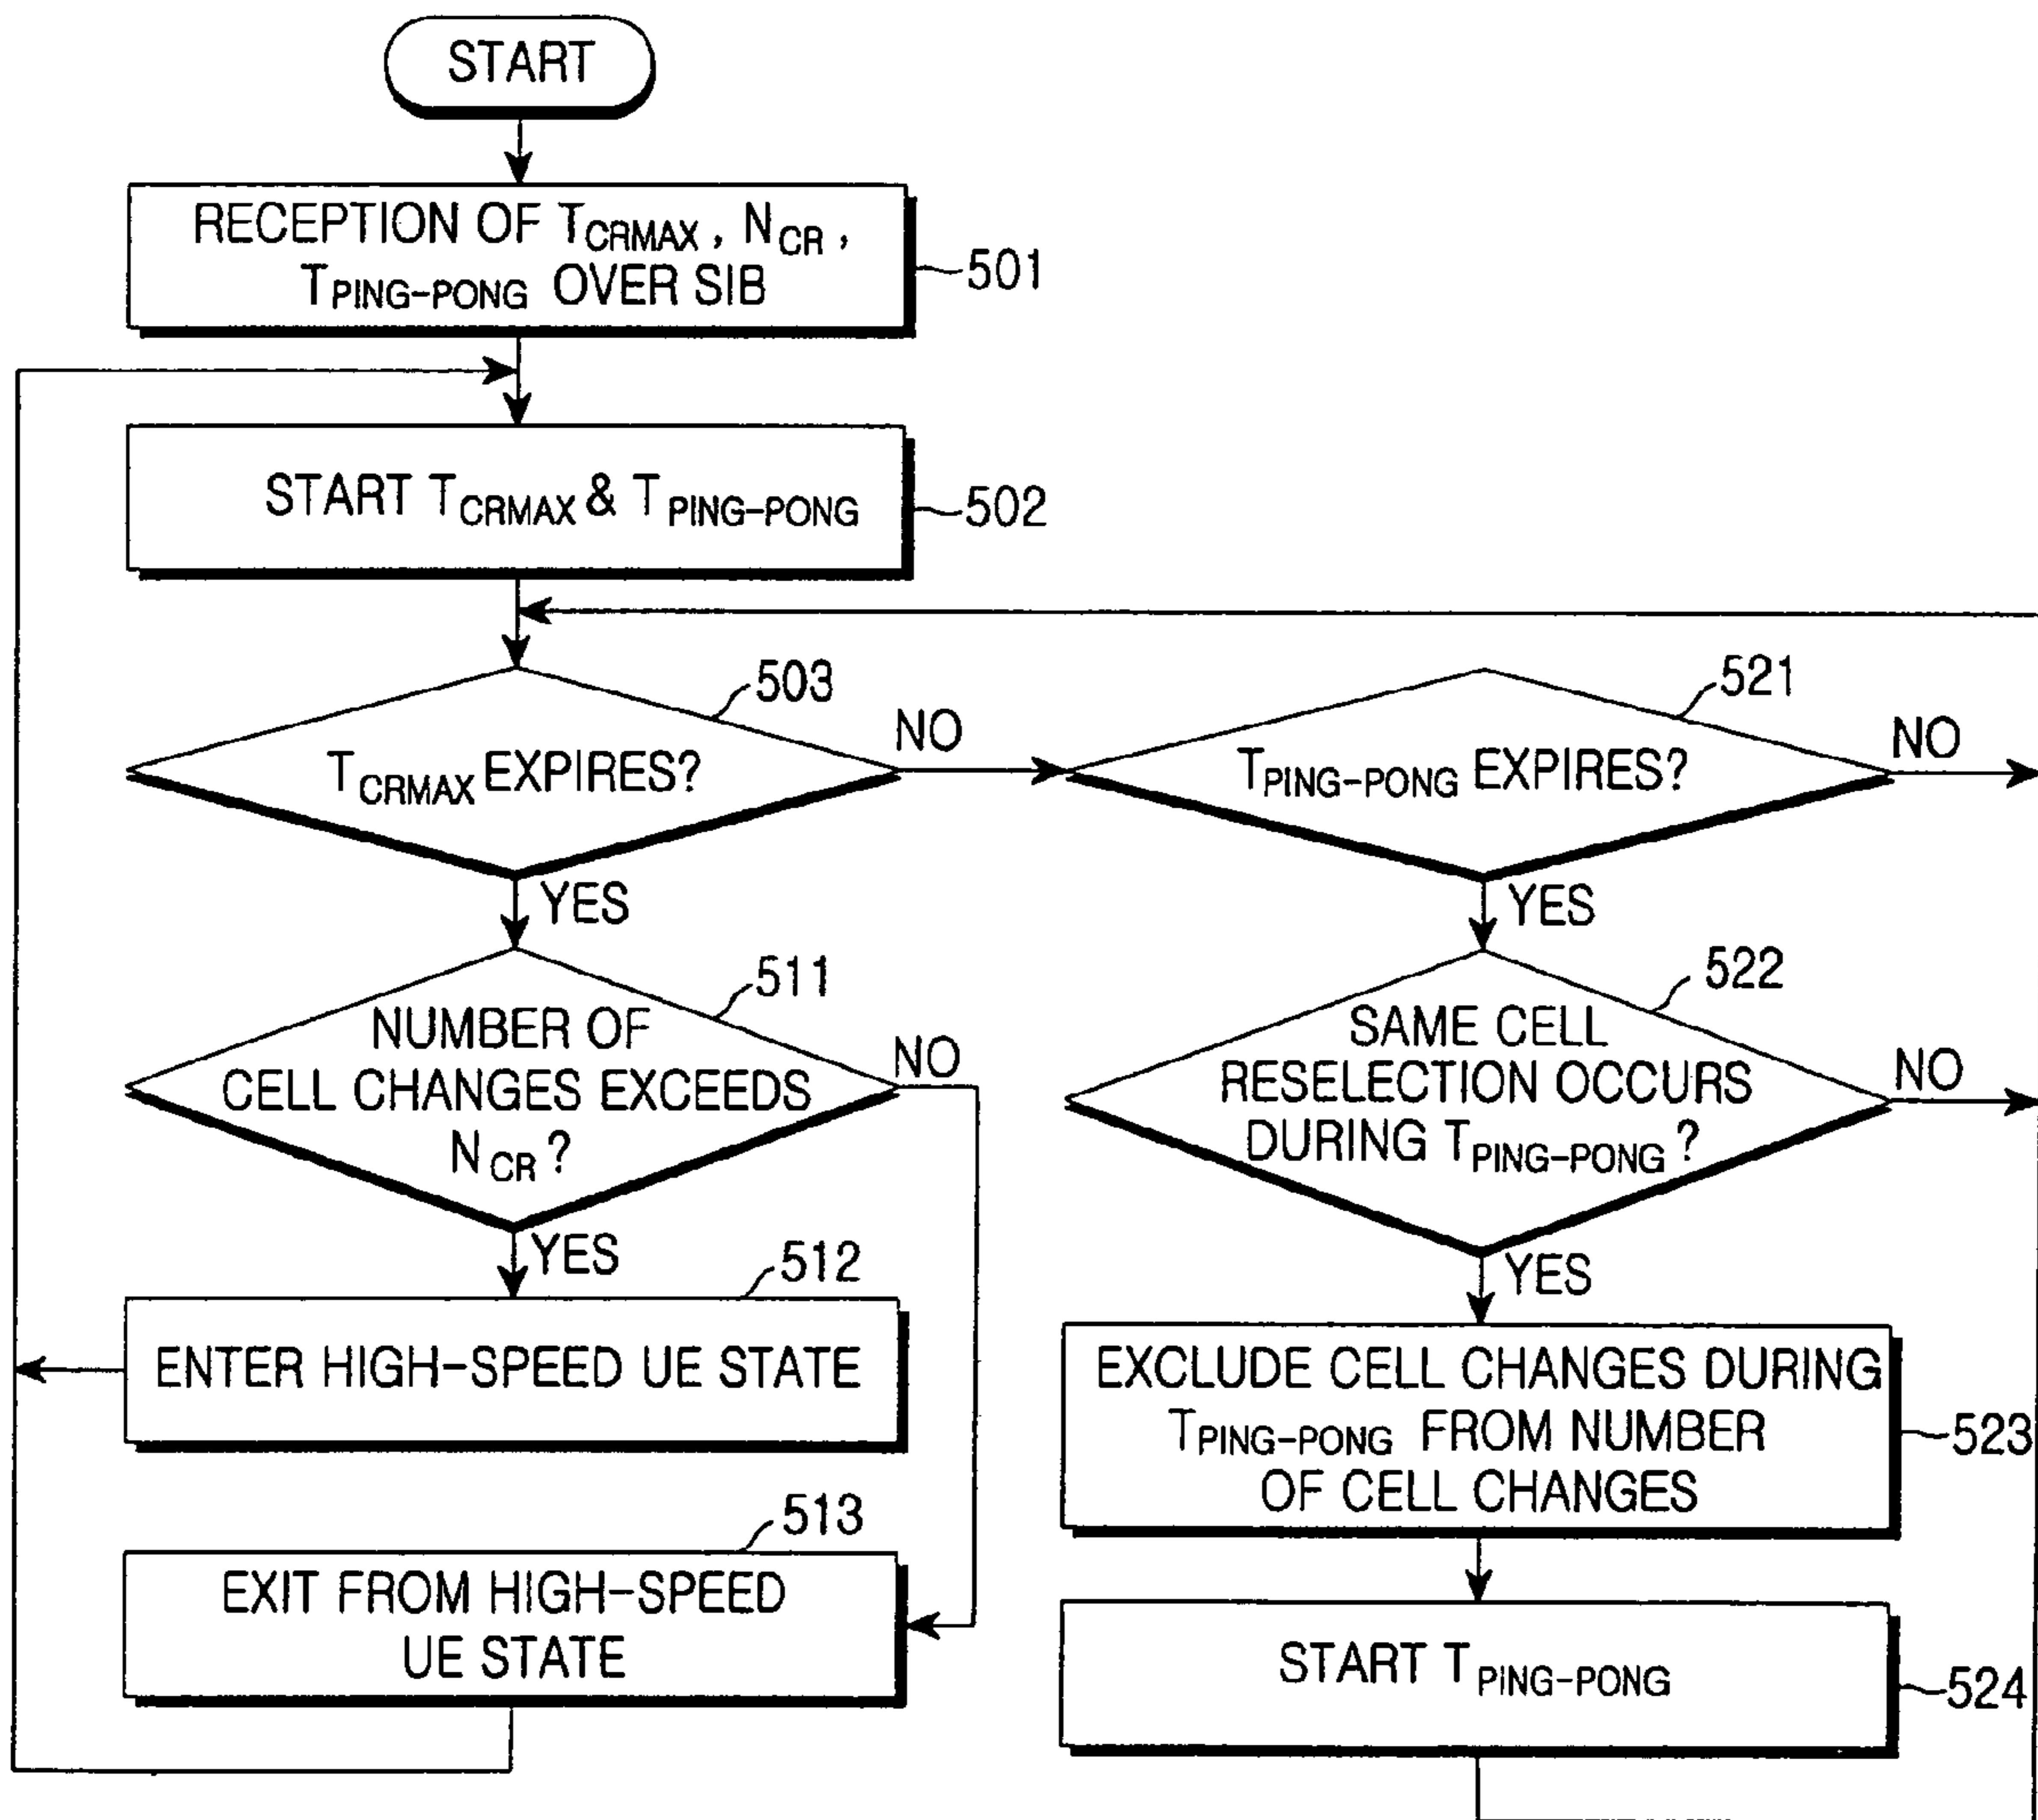 START
RECEPTION OF TCRMAX, NCR,
TPING-PONG OVER SIB
501
START TCRMAX & TPING-PONG
502
503
TCRMAX EXPIRES?
NO
YES
521
TPING-PONG EXPIRES?
NO
YES
511
NUMBER OF
CELL CHANGES EXCEEDS
NCR?
NO
YES
522
SAME CELL
RESELECTION OCCURS
DURING TPING-PONG?
NO
YES
512
ENTER HIGH-SPEED UE STATE
EXCLUDE CELL CHANGES DURING
TPING-PONG FROM NUMBER
OF CELL CHANGES
523
513
EXIT FROM HIGH-SPEED
UE STATE
START TPING-PONG
524